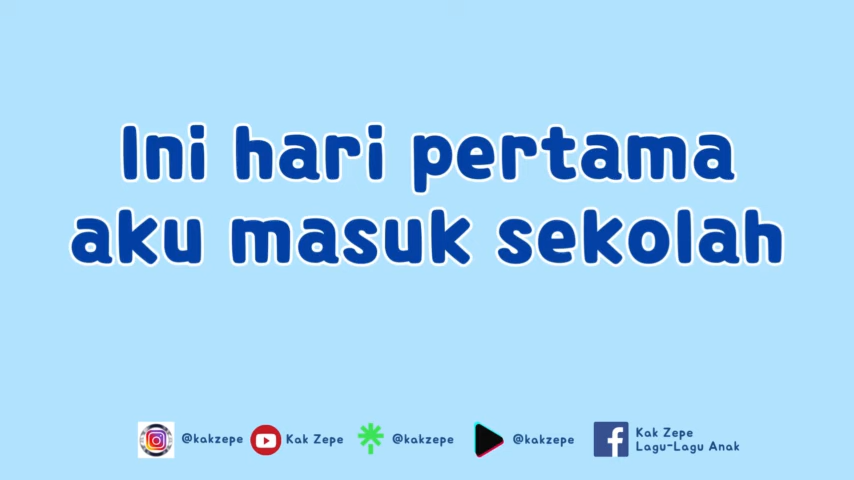 Ini hari pertama
aku masuk sekolah
@kakzepe
Kak Zepe
@kakzepe
@kakzepe
Kak Zepe
Lagu-Lagu Anak